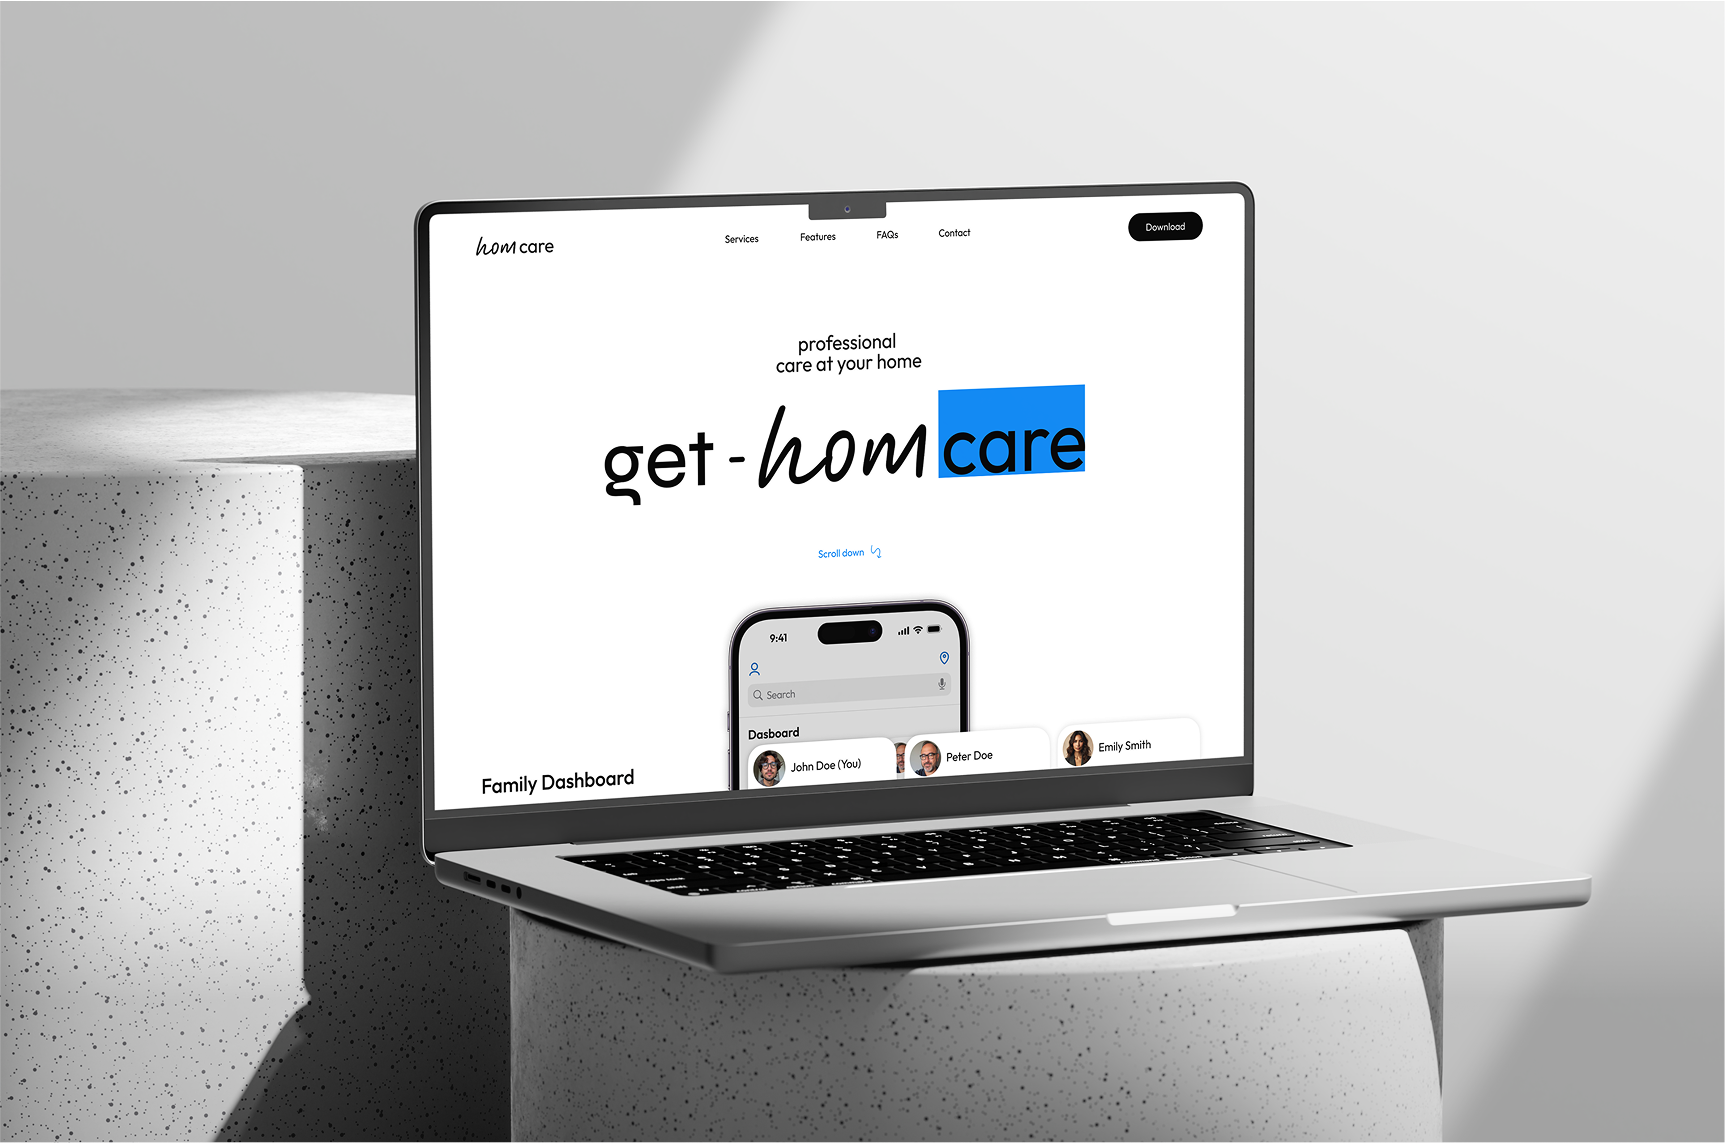 hom care
Services
Features
FAQs
Contact
Download
professional
care at your home
get - hom care
Scroll down
9:41
Search
Dasboard
John Doe (You)
Peter Doe
Emily Smith
Family Dashboard